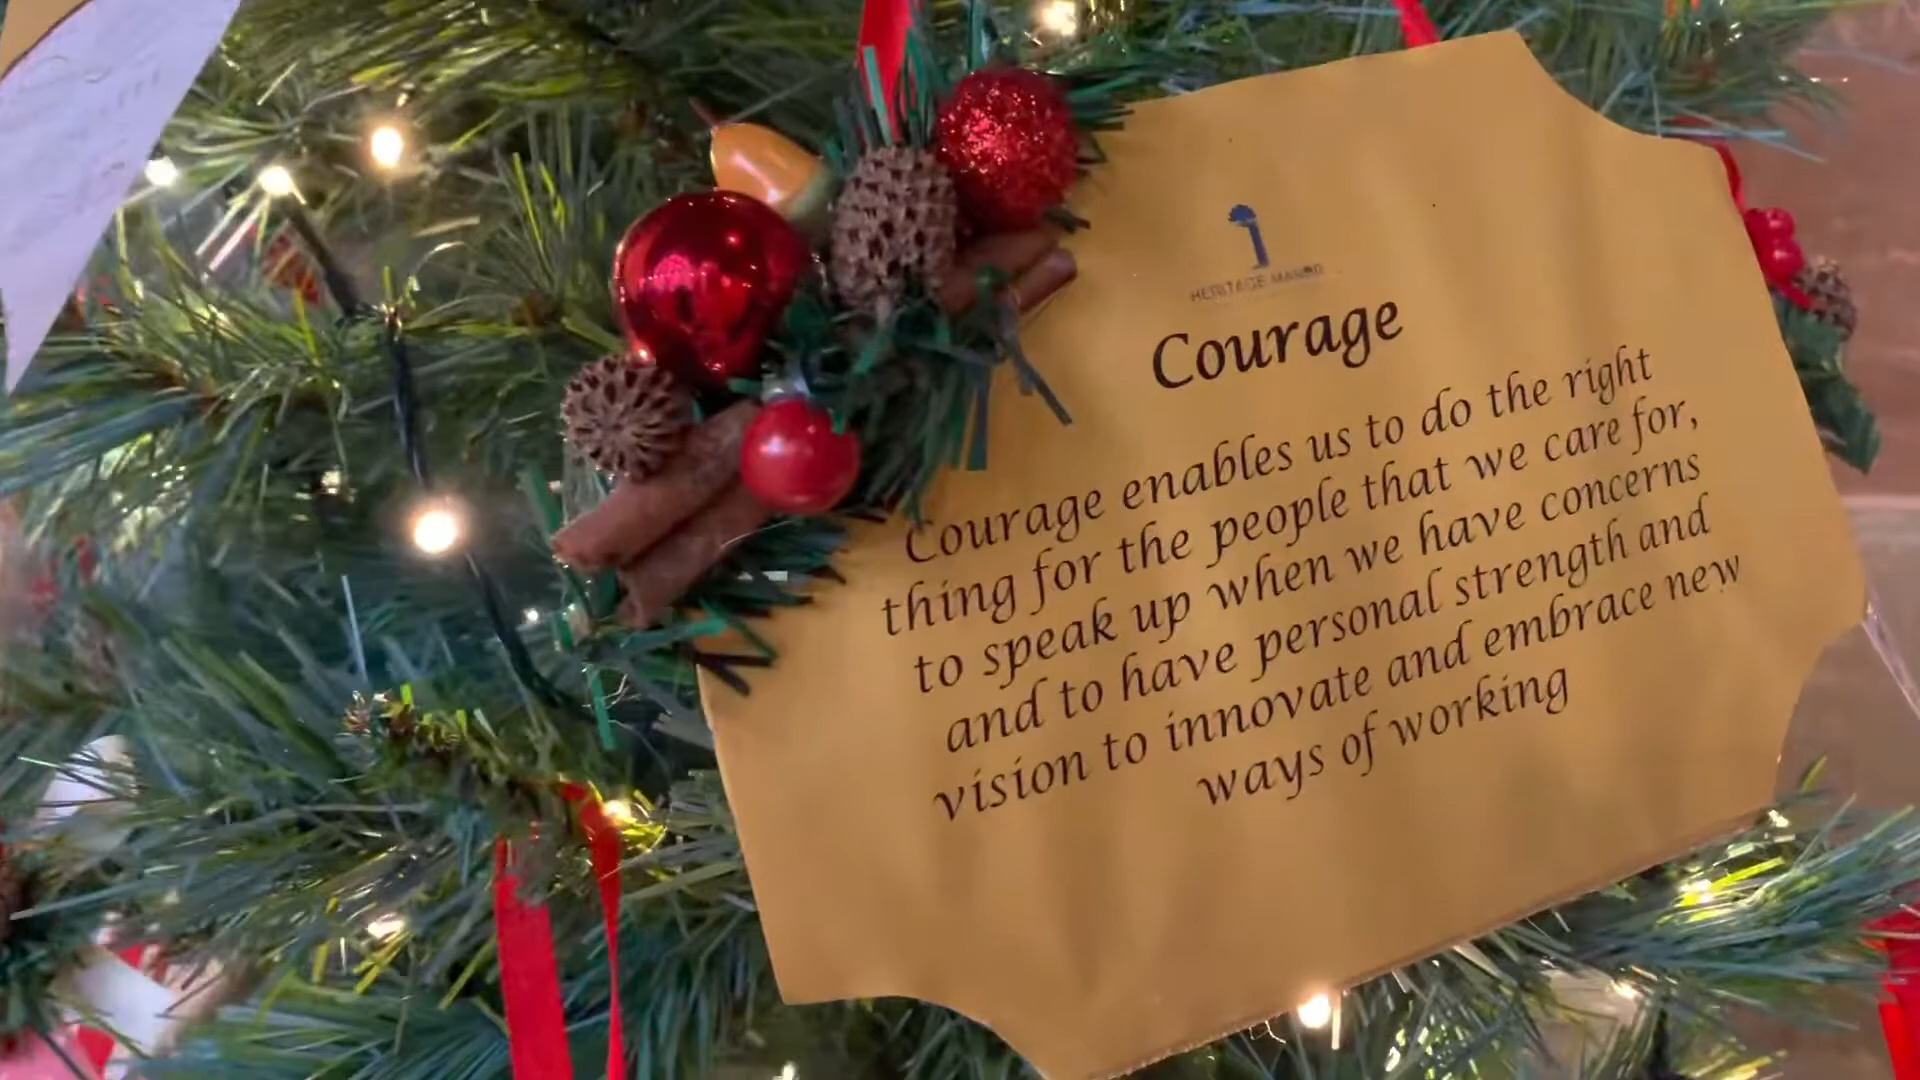 HERITAGE MANOR
Courage
Courage enables us to do the right
thing for the people that we care for,
to speak up when we have concerns
and to have personal strength and
vision to innovate and embrace new
ways of working